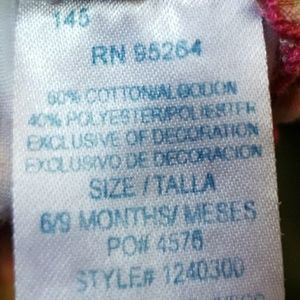 145
RN 95264
60% COTTON/ALGODON
40% POLYESTER/POLIESTER
EXCLUSIVE OF DECORATION
EXCLUSIVO DE DECORACION
SIZE / TALLA
6/9 MONTHS/ MESES
PO# 4576
STYLE# 1240300